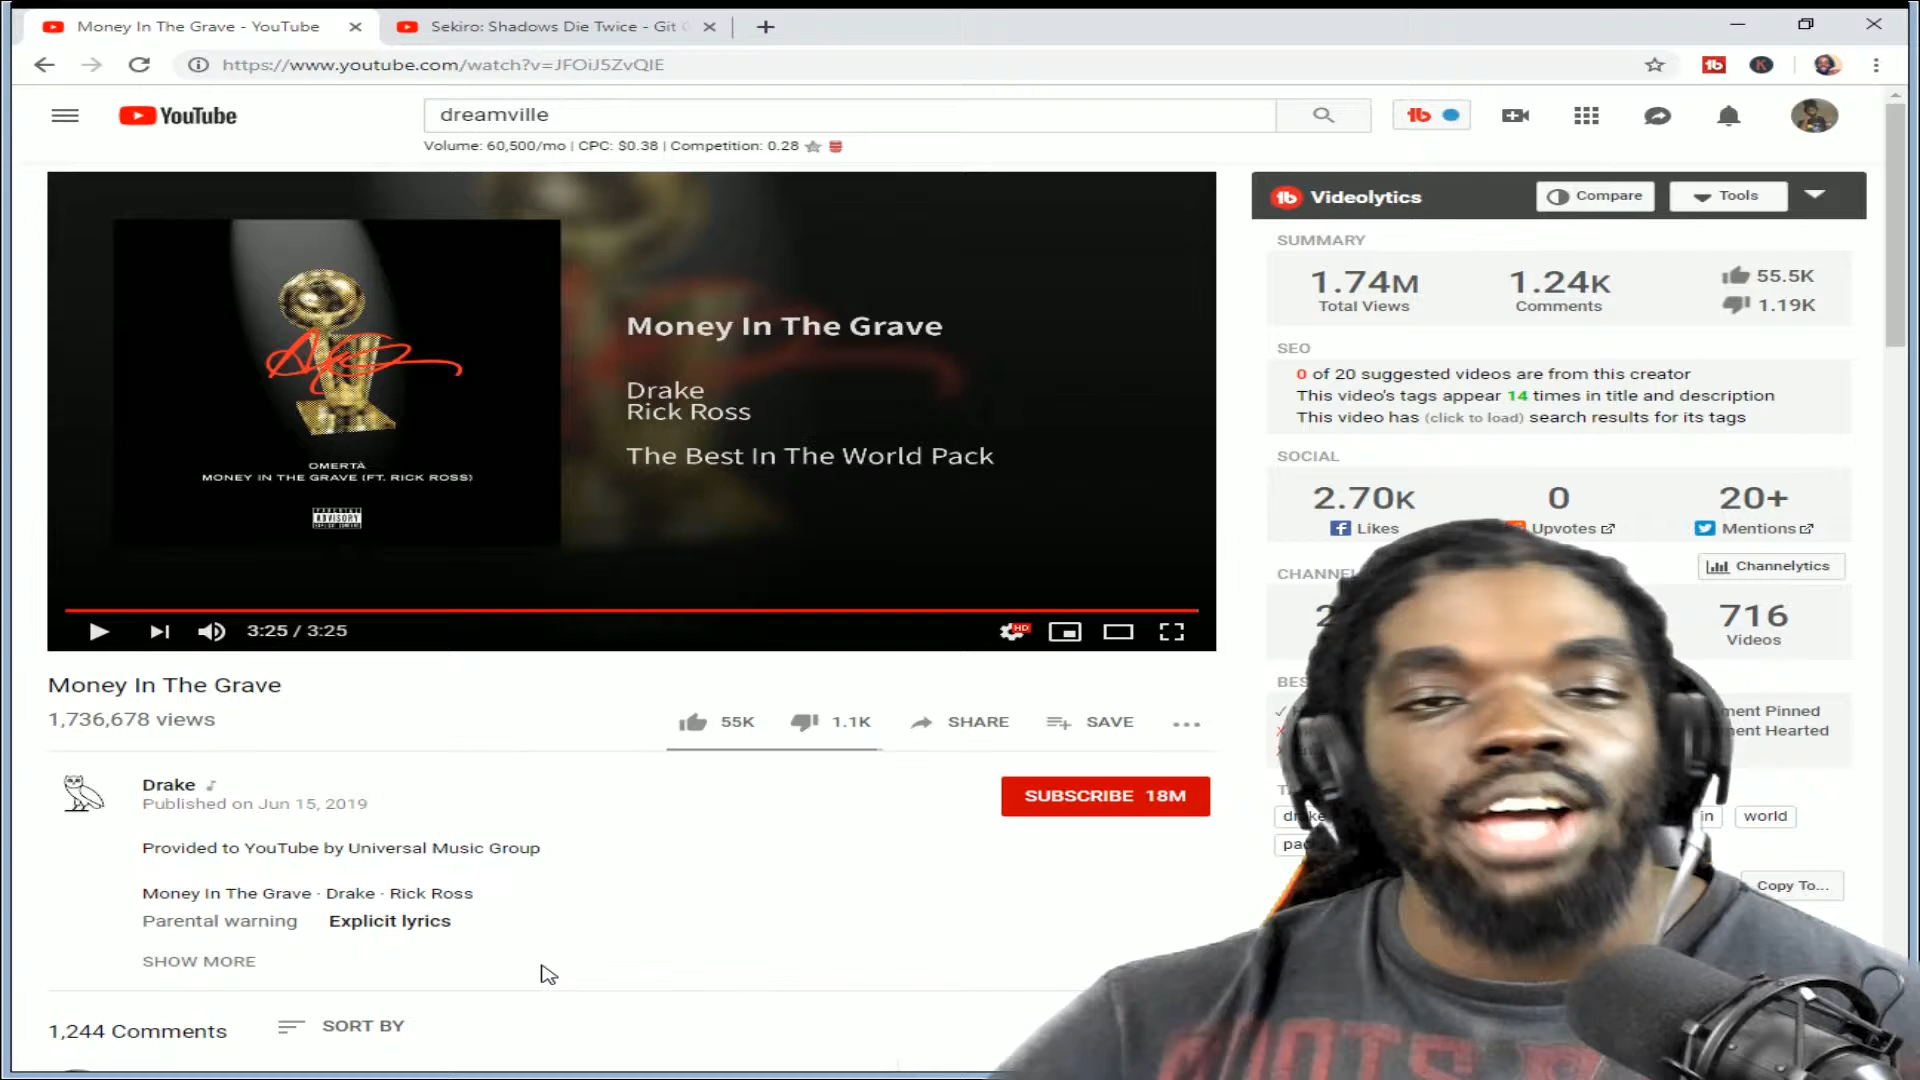 Money In The Grave - YouTube
Sekiro: Shadows Die Twice - Git
https://www.youtube.com/watch?v=JFOiJ5ZvQIE
YouTube
dreamville
Volume: 60,500/mo | CPC: $0.38 | Competition: 0.28
Videolytics
Compare
Tools
SUMMARY
1.74M
1.24K
55.5K
Total Views
Comments
1.19K
SEO
0 of 20 suggested videos are from this creator
This video's tags appear 14 times in title and description
This video has (click to load) search results for its tags
SOCIAL
2.70K
0
20+
Likes
Upvotes
Mentions
Channelytics
716
Videos
Copy To...
world
in
Money In The Grave
Drake
Rick Ross
The Best In The World Pack
OMERTÀ
MONEY IN THE GRAVE (FT. RICK ROSS)
PARENTAL
ADVISORY
3:25 / 3:25
HD
Money In The Grave
1,736,678 views
55K
1.1K
SHARE
SAVE
Drake
Published on Jun 15, 2019
SUBSCRIBE 18M
Provided to YouTube by Universal Music Group
Money In The Grave · Drake · Rick Ross
Parental warning Explicit lyrics
SHOW MORE
1,244 Comments
SORT BY